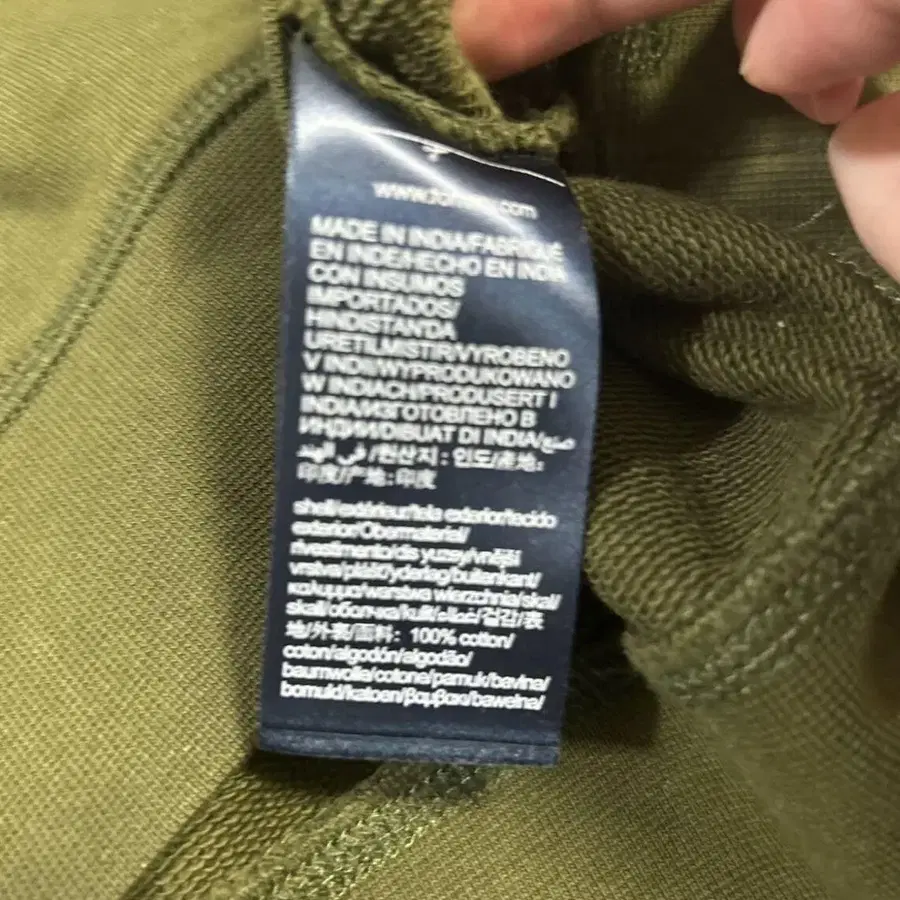 MADE IN INDIA/FABRIQUÉ
EN INDE/HECHO EN INDIA
CON INSUMOS
IMPORTADOS/
HINDISTAN'DA
URETILMISTIR/VYROBENO
V INDII/WYPRODUKOWANO
W INDIACH/PRODUSERT I
INDIA/ИЗГОТОВЛЕНО В
ИНДИИ/DIBUAT DI INDIA/صنع
في الهند /원산지 : 인도/產地:
印度/产地:印度
shell/extérieur/tela exterior/tecido
exterior/Obermaterial/
rivestimento/dis yuzey/vnější
vrstva/plášť/ydertøj/buitenkant/
κάλυμμα/warstwa wierzchnia/skal/
skall/оболочка/kulit/غلاف/겉감/表
地/外裏/面料: 100% cotton/
coton/algodón/algodão/
baumwolle/cotone/pamuk/bavlna/
bomuld/katoen/βαμβακι/bawełna/